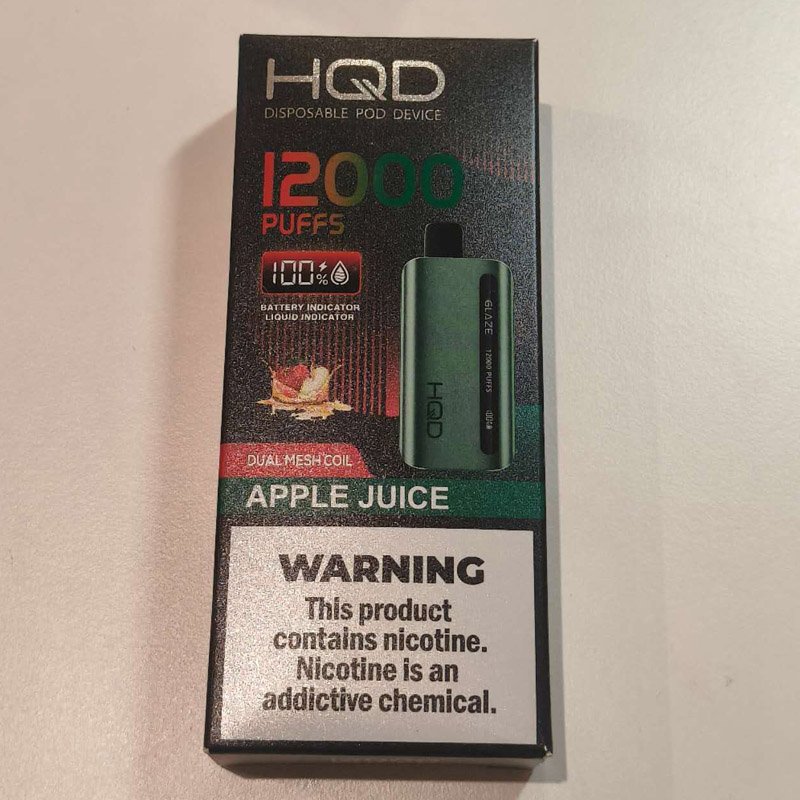 HQD
DISPOSABLE POD DEVICE
12000
PUFFS
100%
BATTERY INDICATOR
LIQUID INDICATOR
GLAZE
12000 PUFFS
100%
HQD
DUAL MESH COIL
APPLE JUICE
WARNING
This product
contains nicotine.
Nicotine is an
addictive chemical.